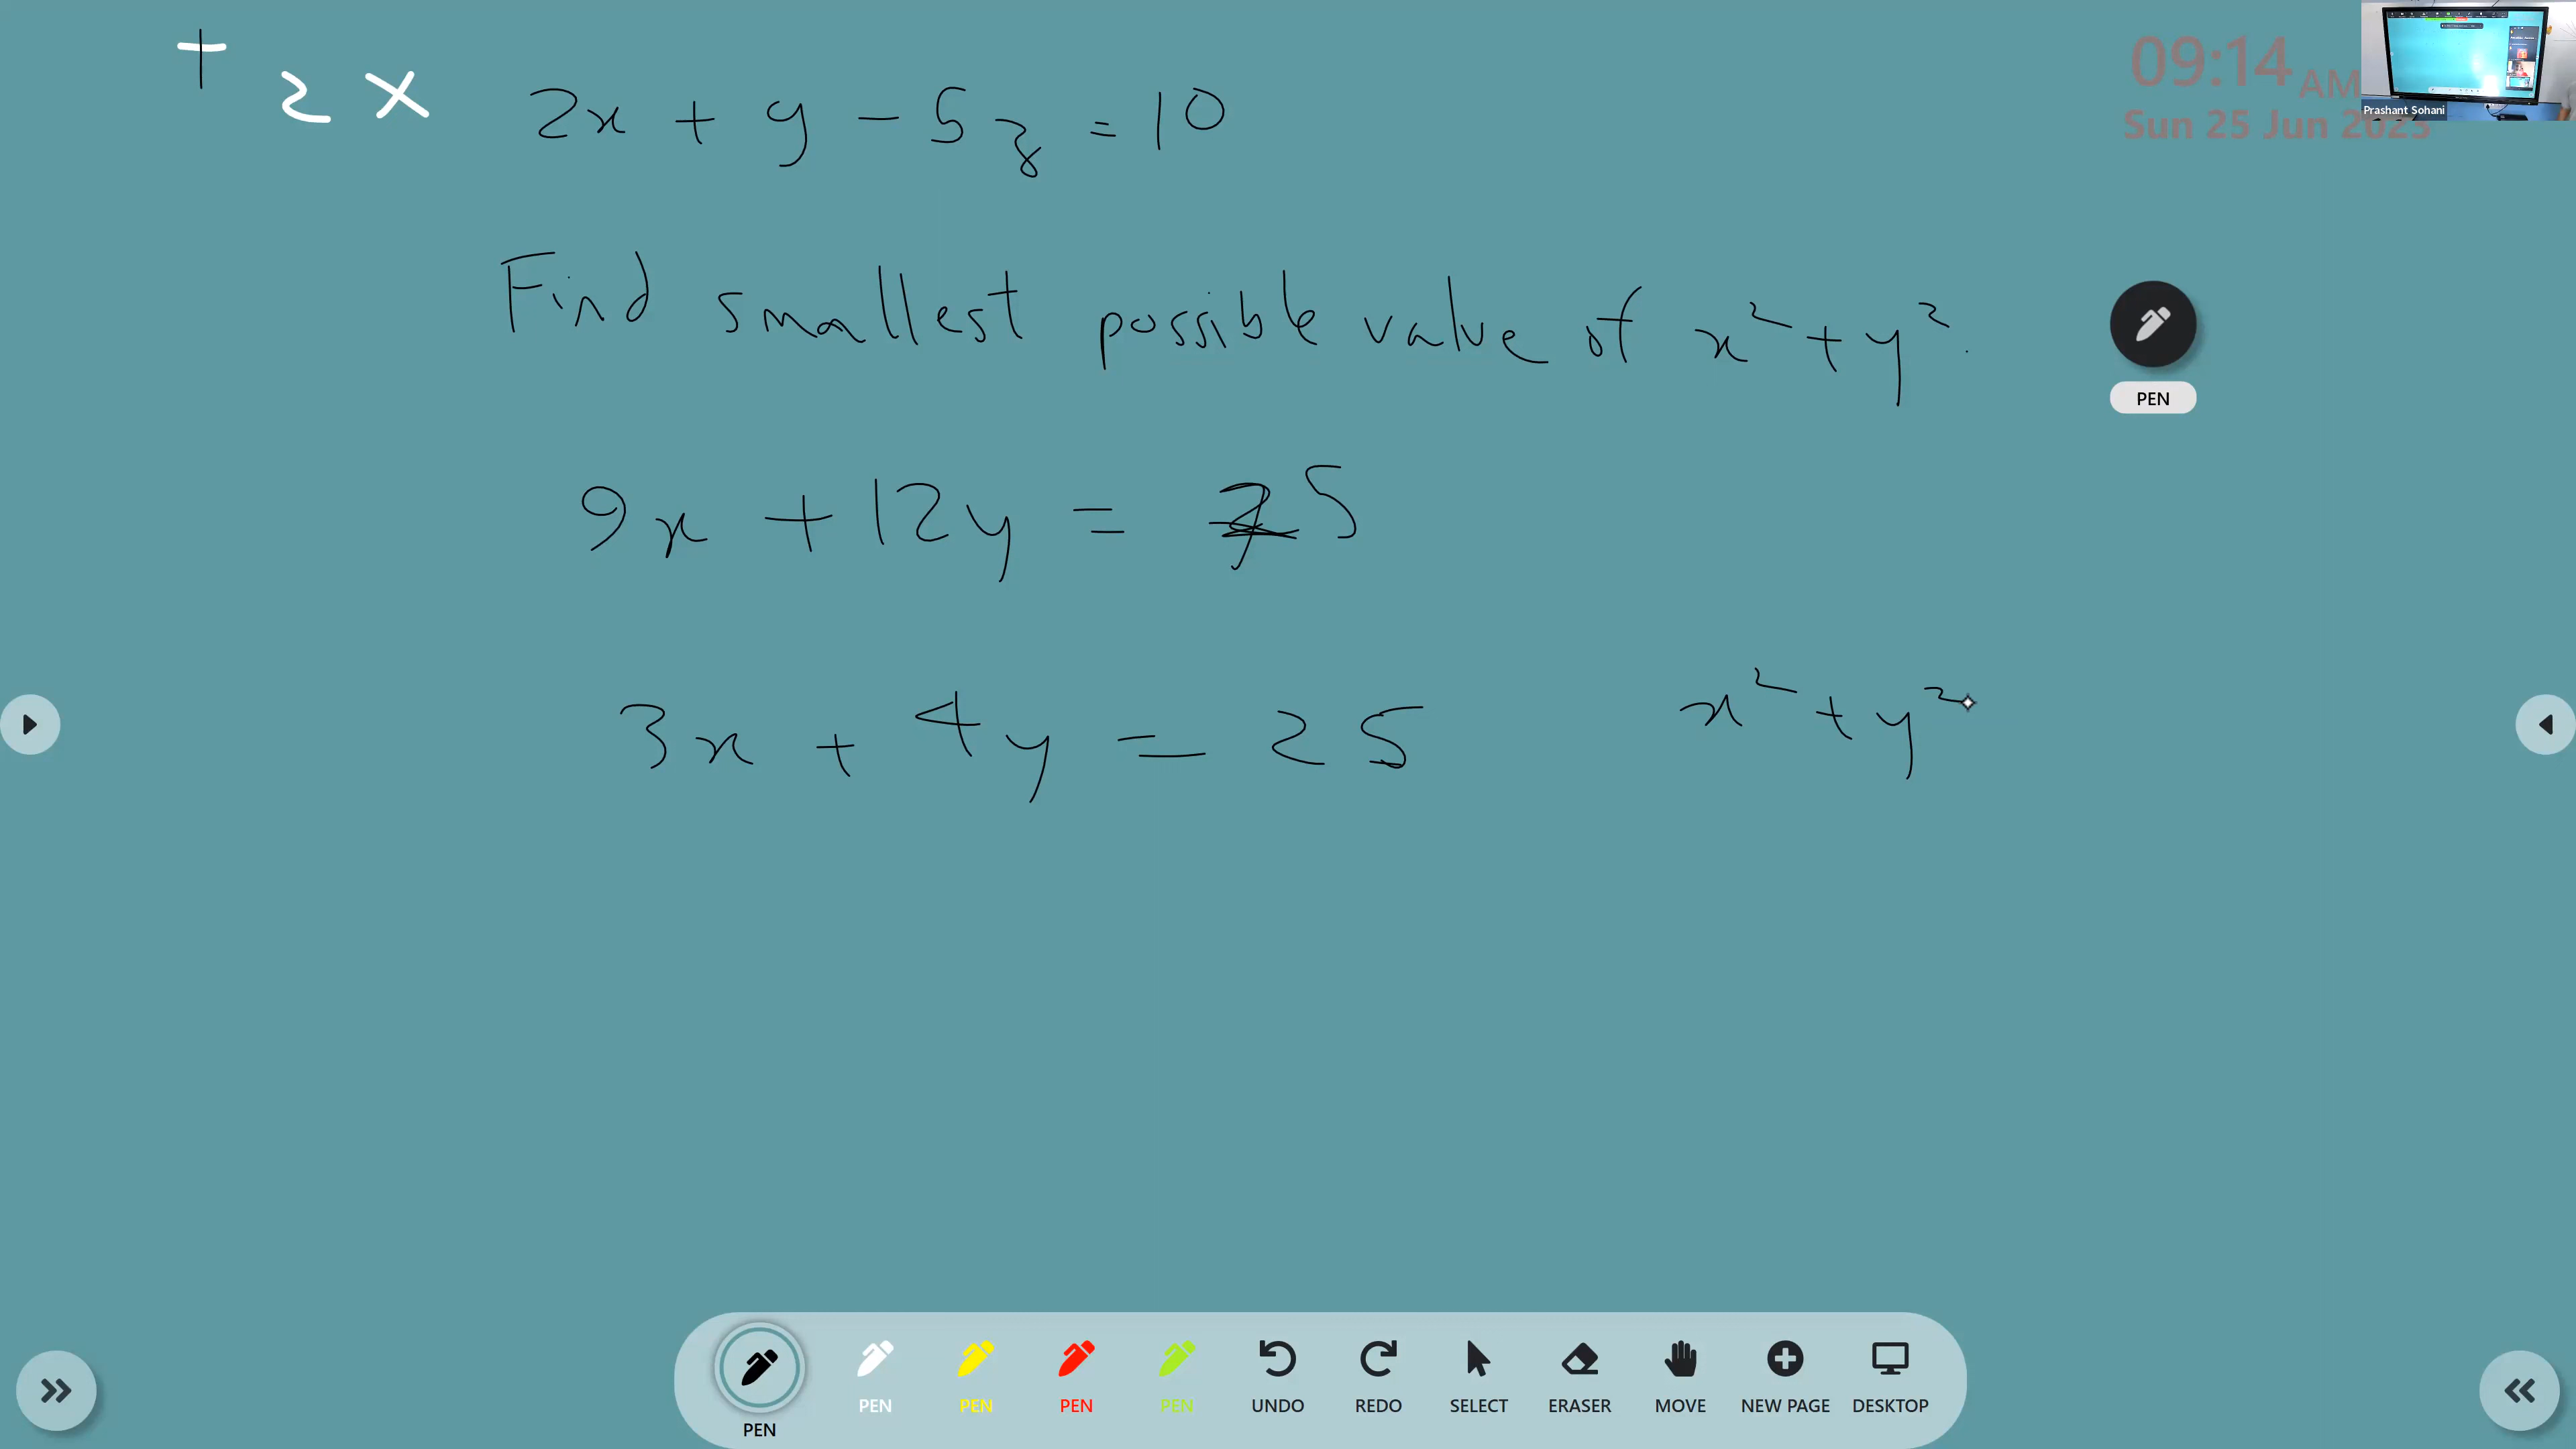 09:14 AM
Prashant Sohani
Sun 25 Jun 2023
+ 2 x
2x + y - 5z = 10
Find smallest possible value of x² + y².
PEN
9x + 12y = 75
3x + 4y = 25 x² + y²
PEN PEN PEN PEN PEN UNDO REDO SELECT ERASER MOVE NEW PAGE DESKTOP